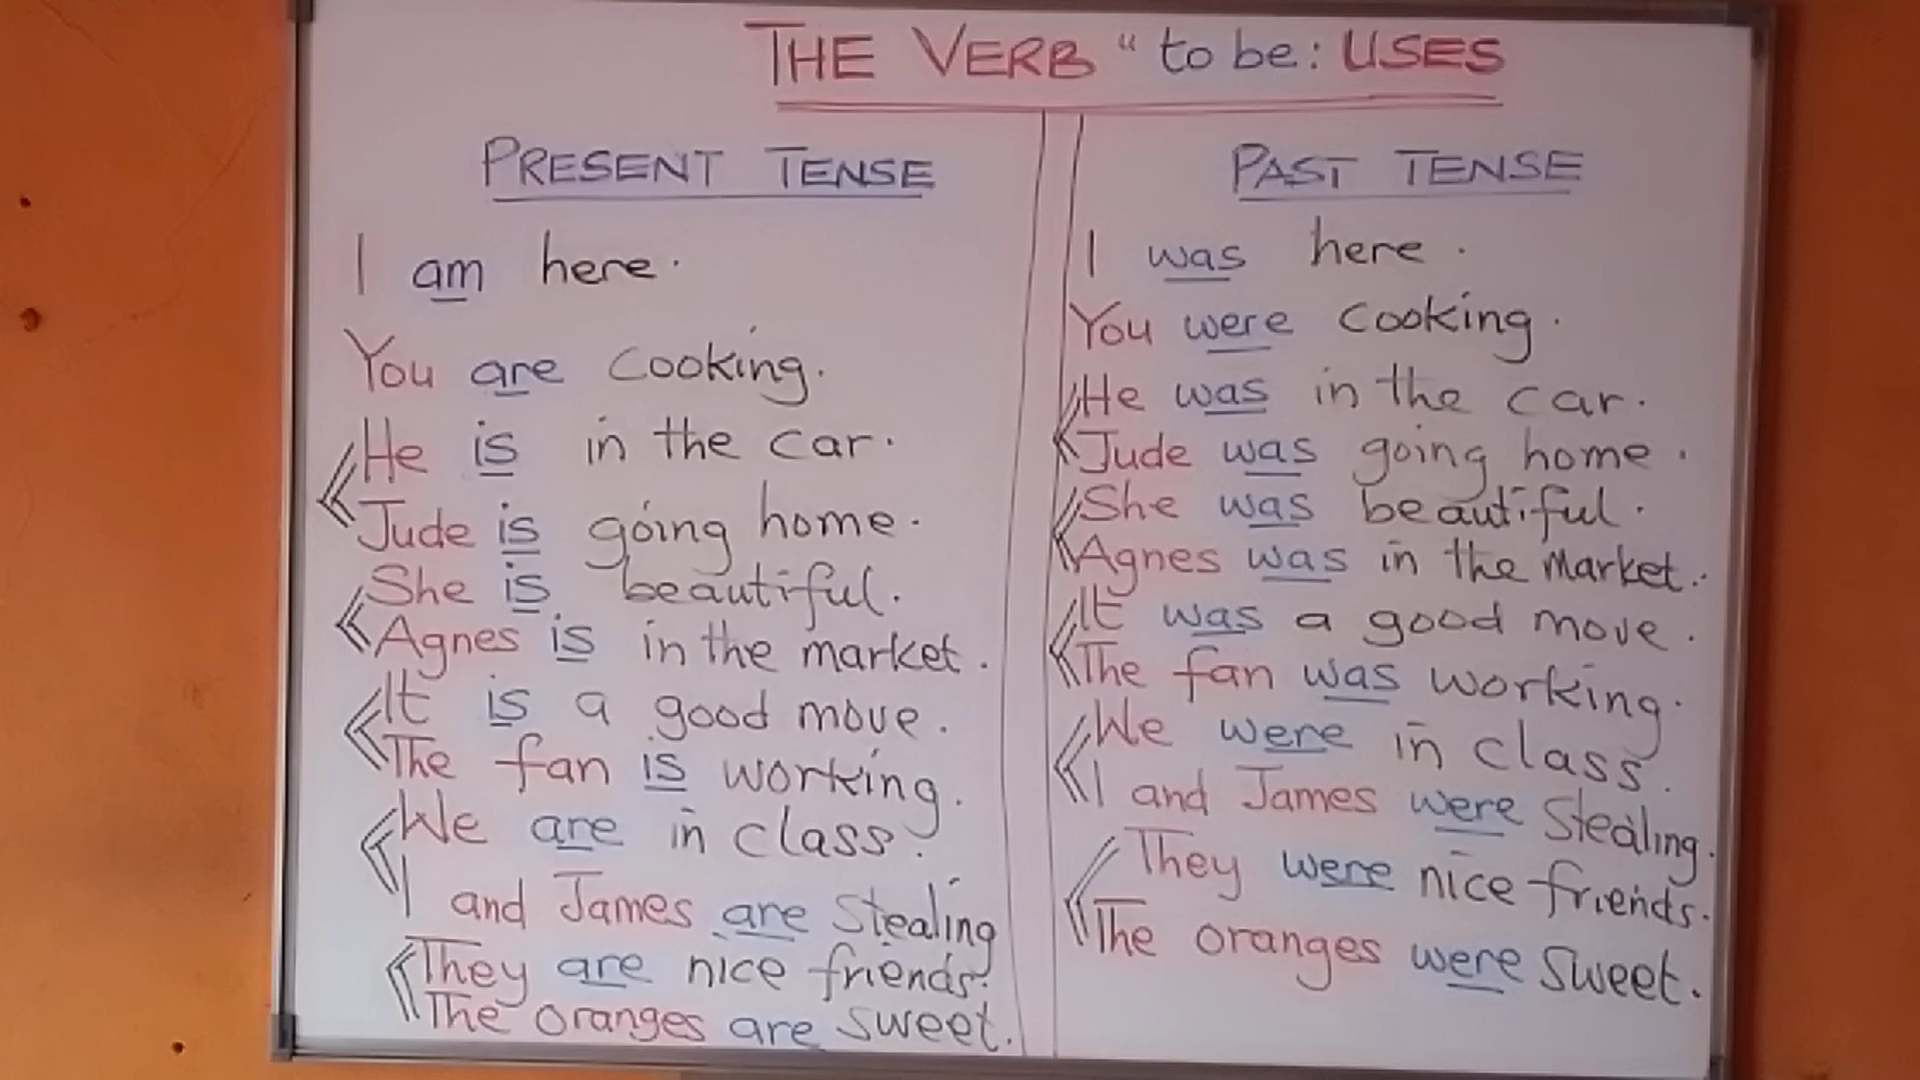 THE VERB "to be: USES
PRESENT TENSE
I am here.
You are cooking.
He is in the car.
Jude is going home.
She is beautiful.
Agnes is in the market.
It is a good move.
The fan is working.
We are in class.
I and James are stealing
They are nice friends.
The oranges are sweet.
PAST TENSE
I was here.
You were cooking.
He was in the car.
Jude was going home.
She was beautiful.
Agnes was in the market.
It was a good move.
The fan was working.
We were in class.
I and James were stealing.
They were nice friends.
The oranges were sweet.